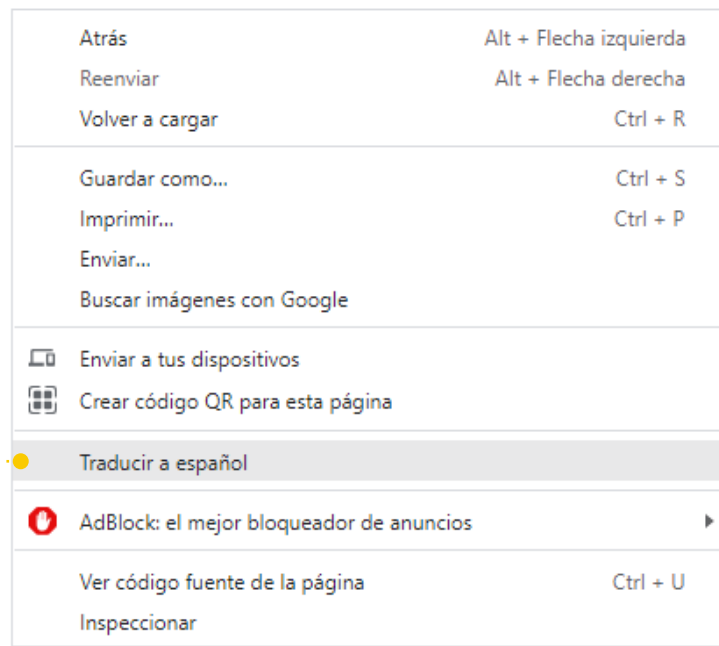 Atrás Alt + Flecha izquierda
Reenviar Alt + Flecha derecha
Volver a cargar Ctrl + R
Guardar como... Ctrl + S
Imprimir... Ctrl + P
Enviar...
Buscar imágenes con Google
Enviar a tus dispositivos
Crear código QR para esta página
Traducir a español
AdBlock: el mejor bloqueador de anuncios
Ver código fuente de la página Ctrl + U
Inspeccionar